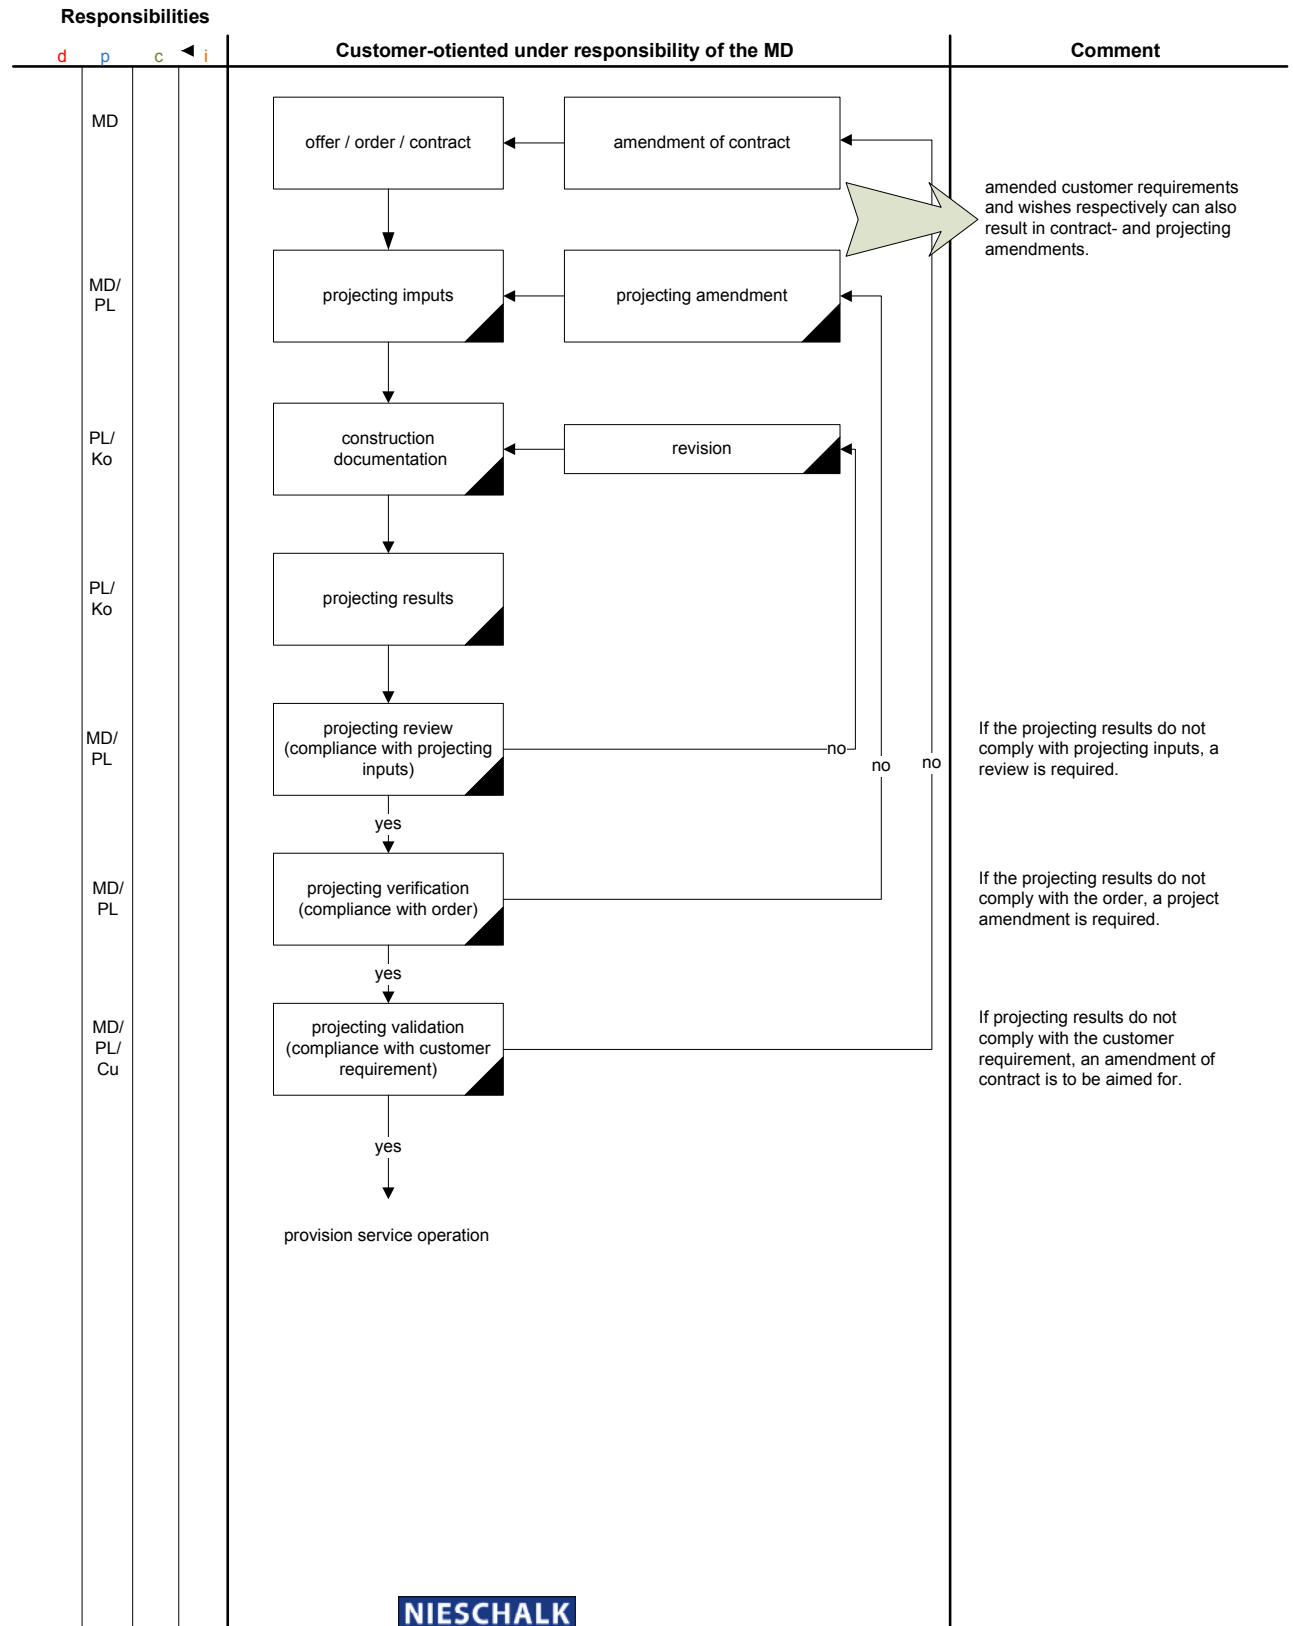 Responsibilities
d p c i
Customer-otiented under responsibility of the MD
Comment
MD
offer / order / contract
amendment of contract
amended customer requirements
and wishes respectively can also
result in contract- and projecting
amendments.
MD/
PL
projecting imputs
projecting amendment
PL/
Ko
construction
documentation
revision
PL/
Ko
projecting results
MD/
PL
projecting review
(compliance with projecting
inputs)
no
no
no
If the projecting results do not
comply with projecting inputs, a
review is required.
yes
MD/
PL
projecting verification
(compliance with order)
If the projecting results do not
comply with the order, a project
amendment is required.
yes
MD/
PL/
Cu
projecting validation
(compliance with customer
requirement)
If projecting results do not
comply with the customer
requirement, an amendment of
contract is to be aimed for.
yes
provision service operation
NIESCHALK